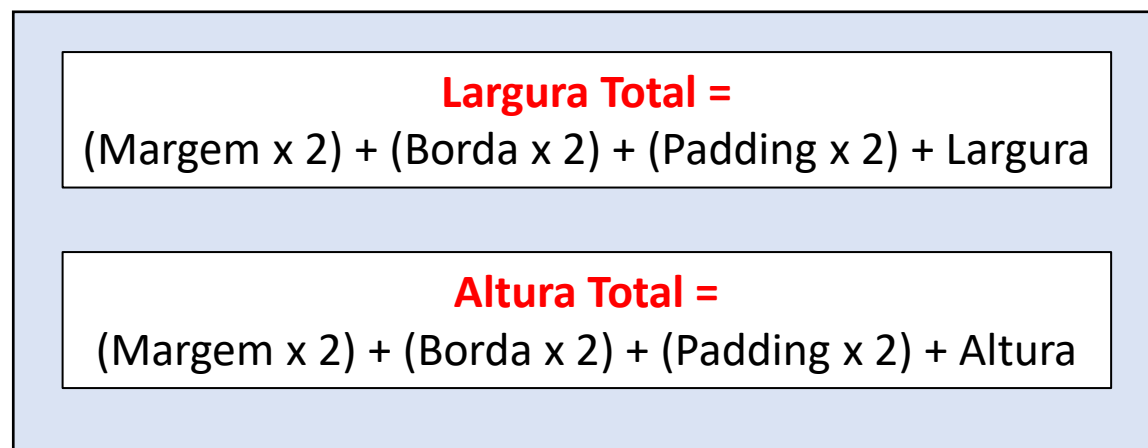 Largura Total =
(Margem x 2) + (Borda x 2) + (Padding x 2) + Largura
Altura Total =
(Margem x 2) + (Borda x 2) + (Padding x 2) + Altura